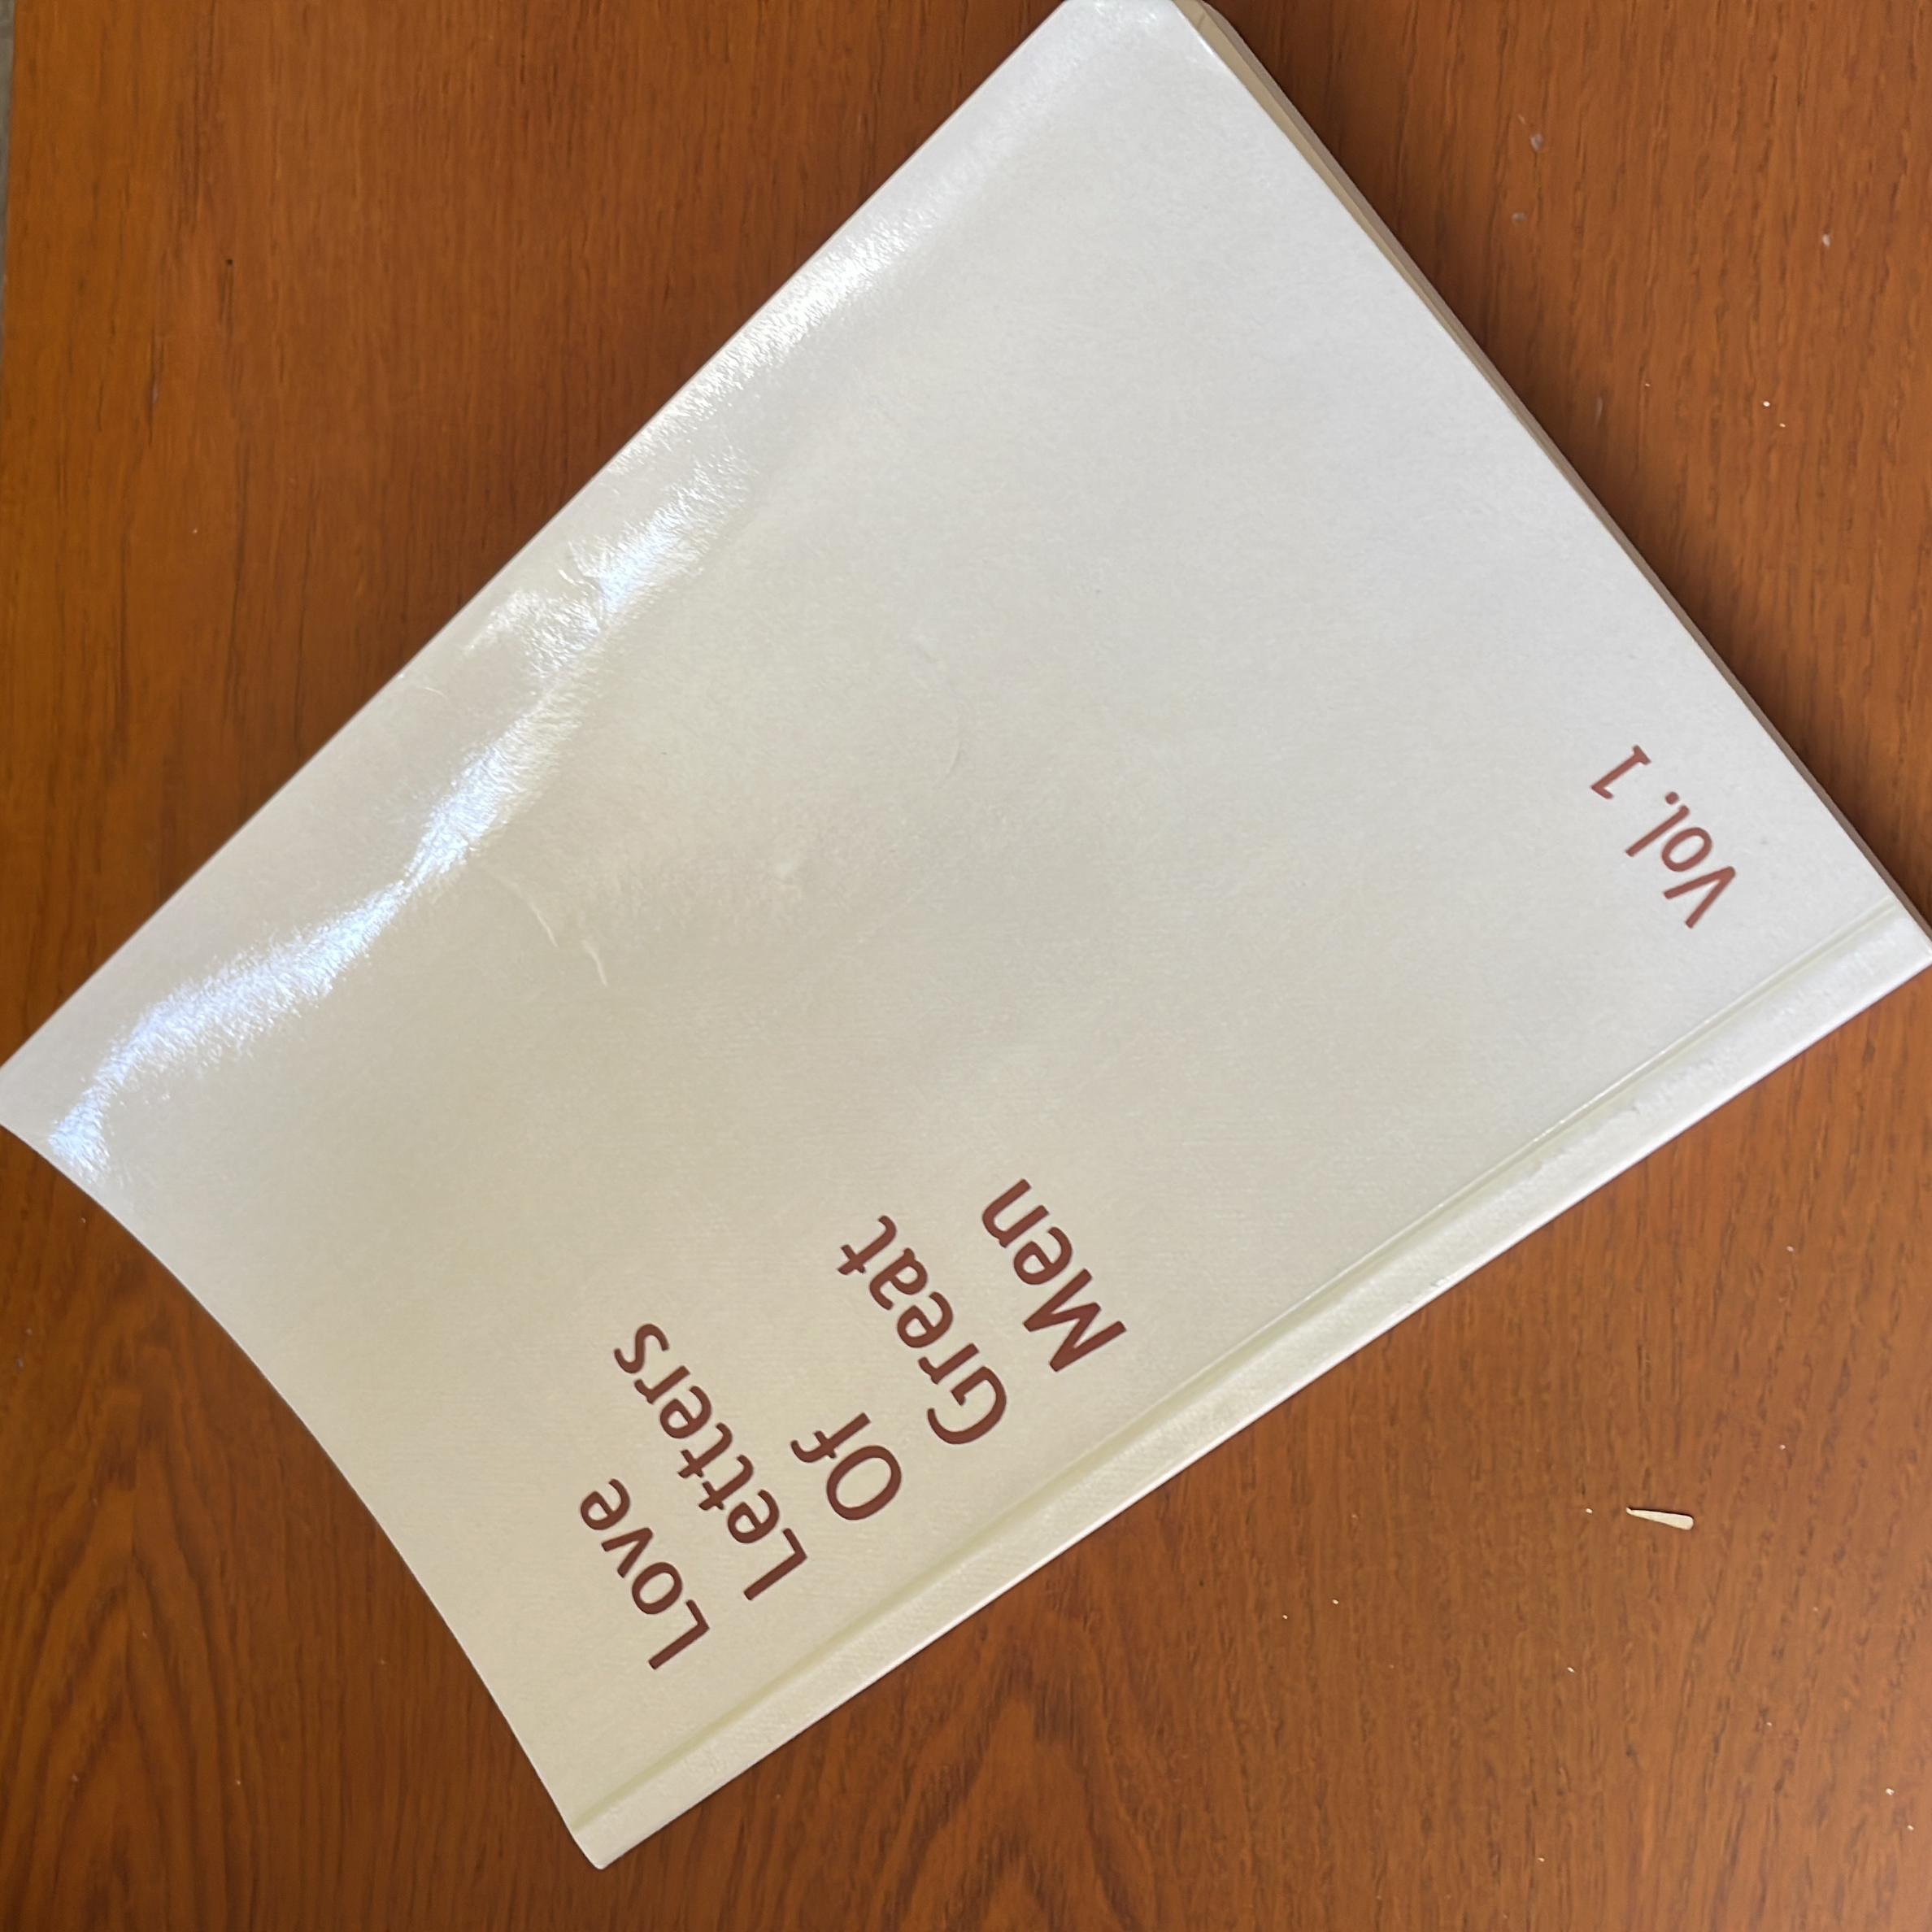 Love
Letters
Of
Great
Men
Vol. 1